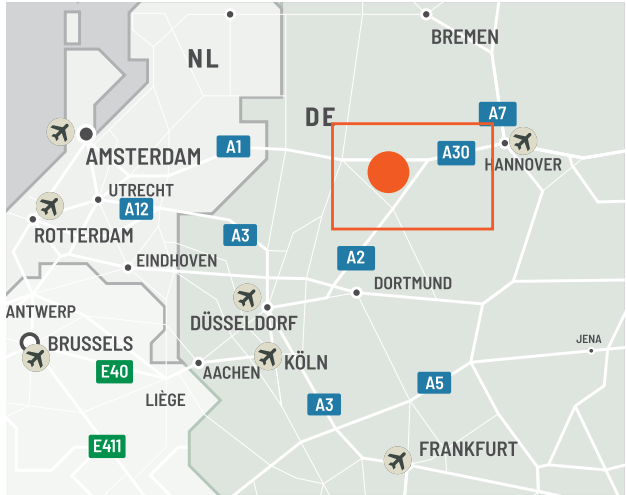 BREMEN
NL
DE
A7
A1
A30
HANNOVER
AMSTERDAM
UTRECHT
A12
ROTTERDAM
A3
EINDHOVEN
A2
DORTMUND
ANTWERP
DÜSSELDORF
BRUSSELS
JENA
KÖLN
E40
AACHEN
A5
LIÈGE
A3
E411
FRANKFURT